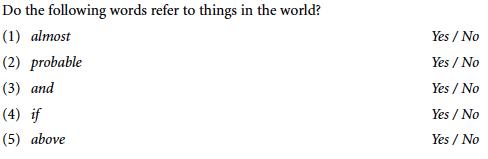 Do the following words refer to things in the world?
(1) almost Yes / No
(2) probable Yes / No
(3) and Yes / No
(4) if Yes / No
(5) above Yes / No